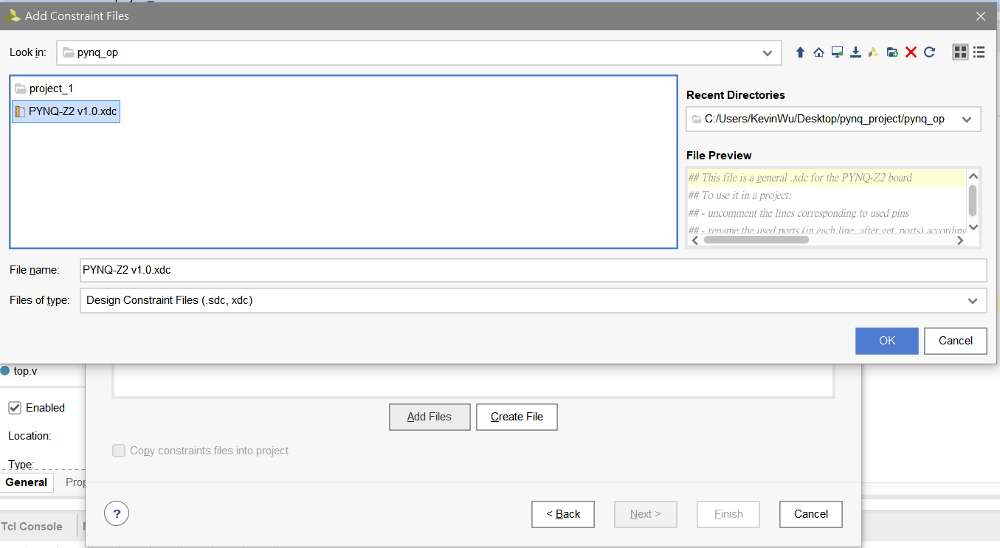 Add Constraint Files
Look in: pynq_op
project_1
PYNQ-Z2 v1.0.xdc
Recent Directories
C:/Users/KevinWu/Desktop/pynq_project/pynq_op
File Preview
## This file is a general .xdc for the PYNQ-Z2 board
## To use it in a project:
## - uncomment the lines corresponding to used pins
## - rename the used ports (in each line, after get_ports) according
File name: PYNQ-Z2 v1.0.xdc
Files of type: Design Constraint Files (.sdc, xdc)
OK Cancel
top.v
Enabled
Location:
Type:
General Prop
Tcl Console
Add Files Create File
Copy constraints files into project
? < Back Next > Finish Cancel